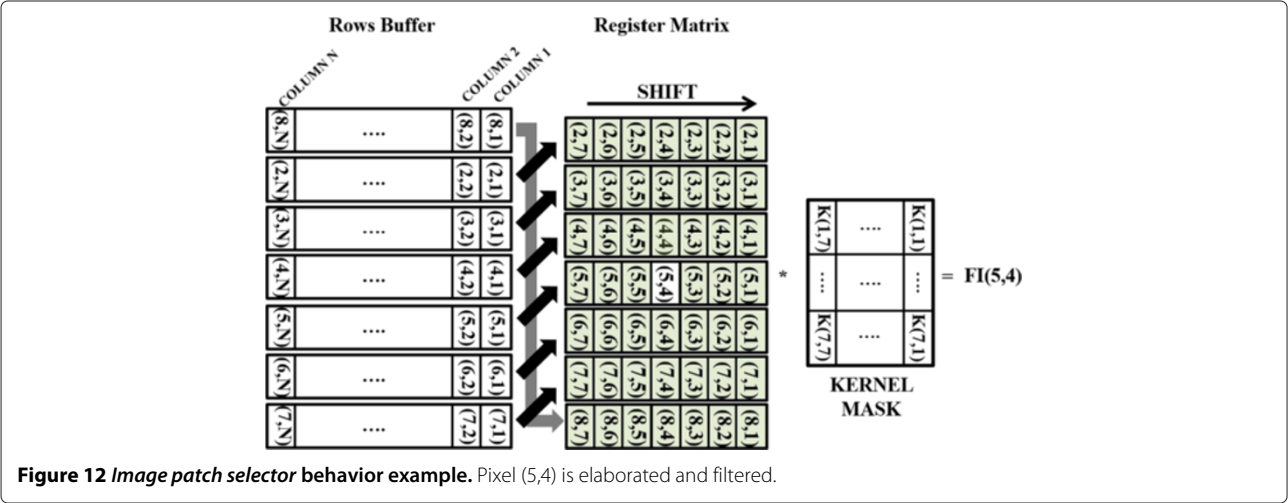 Rows Buffer
Register Matrix
COLUMN N
COLUMN 2
COLUMN 1
SHIFT
(8,N) .... (8,2) (8,1)
(2,N) .... (2,2) (2,1)
(3,N) .... (3,2) (3,1)
(4,N) .... (4,2) (4,1)
(5,N) .... (5,2) (5,1)
(6,N) .... (6,2) (6,1)
(7,N) .... (7,2) (7,1)
(2,7) (2,6) (2,5) (2,4) (2,3) (2,2) (2,1)
(3,7) (3,6) (3,5) (3,4) (3,3) (3,2) (3,1)
(4,7) (4,6) (4,5) (4,4) (4,3) (4,2) (4,1)
(5,7) (5,6) (5,5) (5,4) (5,3) (5,2) (5,1)
(6,7) (6,6) (6,5) (6,4) (6,3) (6,2) (6,1)
(7,7) (7,6) (7,5) (7,4) (7,3) (7,2) (7,1)
(8,7) (8,6) (8,5) (8,4) (8,3) (8,2) (8,1)
*
K(1,7) .... K(1,1)
.... .... ....
K(7,7) .... K(7,1)
= FI(5,4)
KERNEL
MASK
Figure 12 Image patch selector behavior example. Pixel (5,4) is elaborated and filtered.